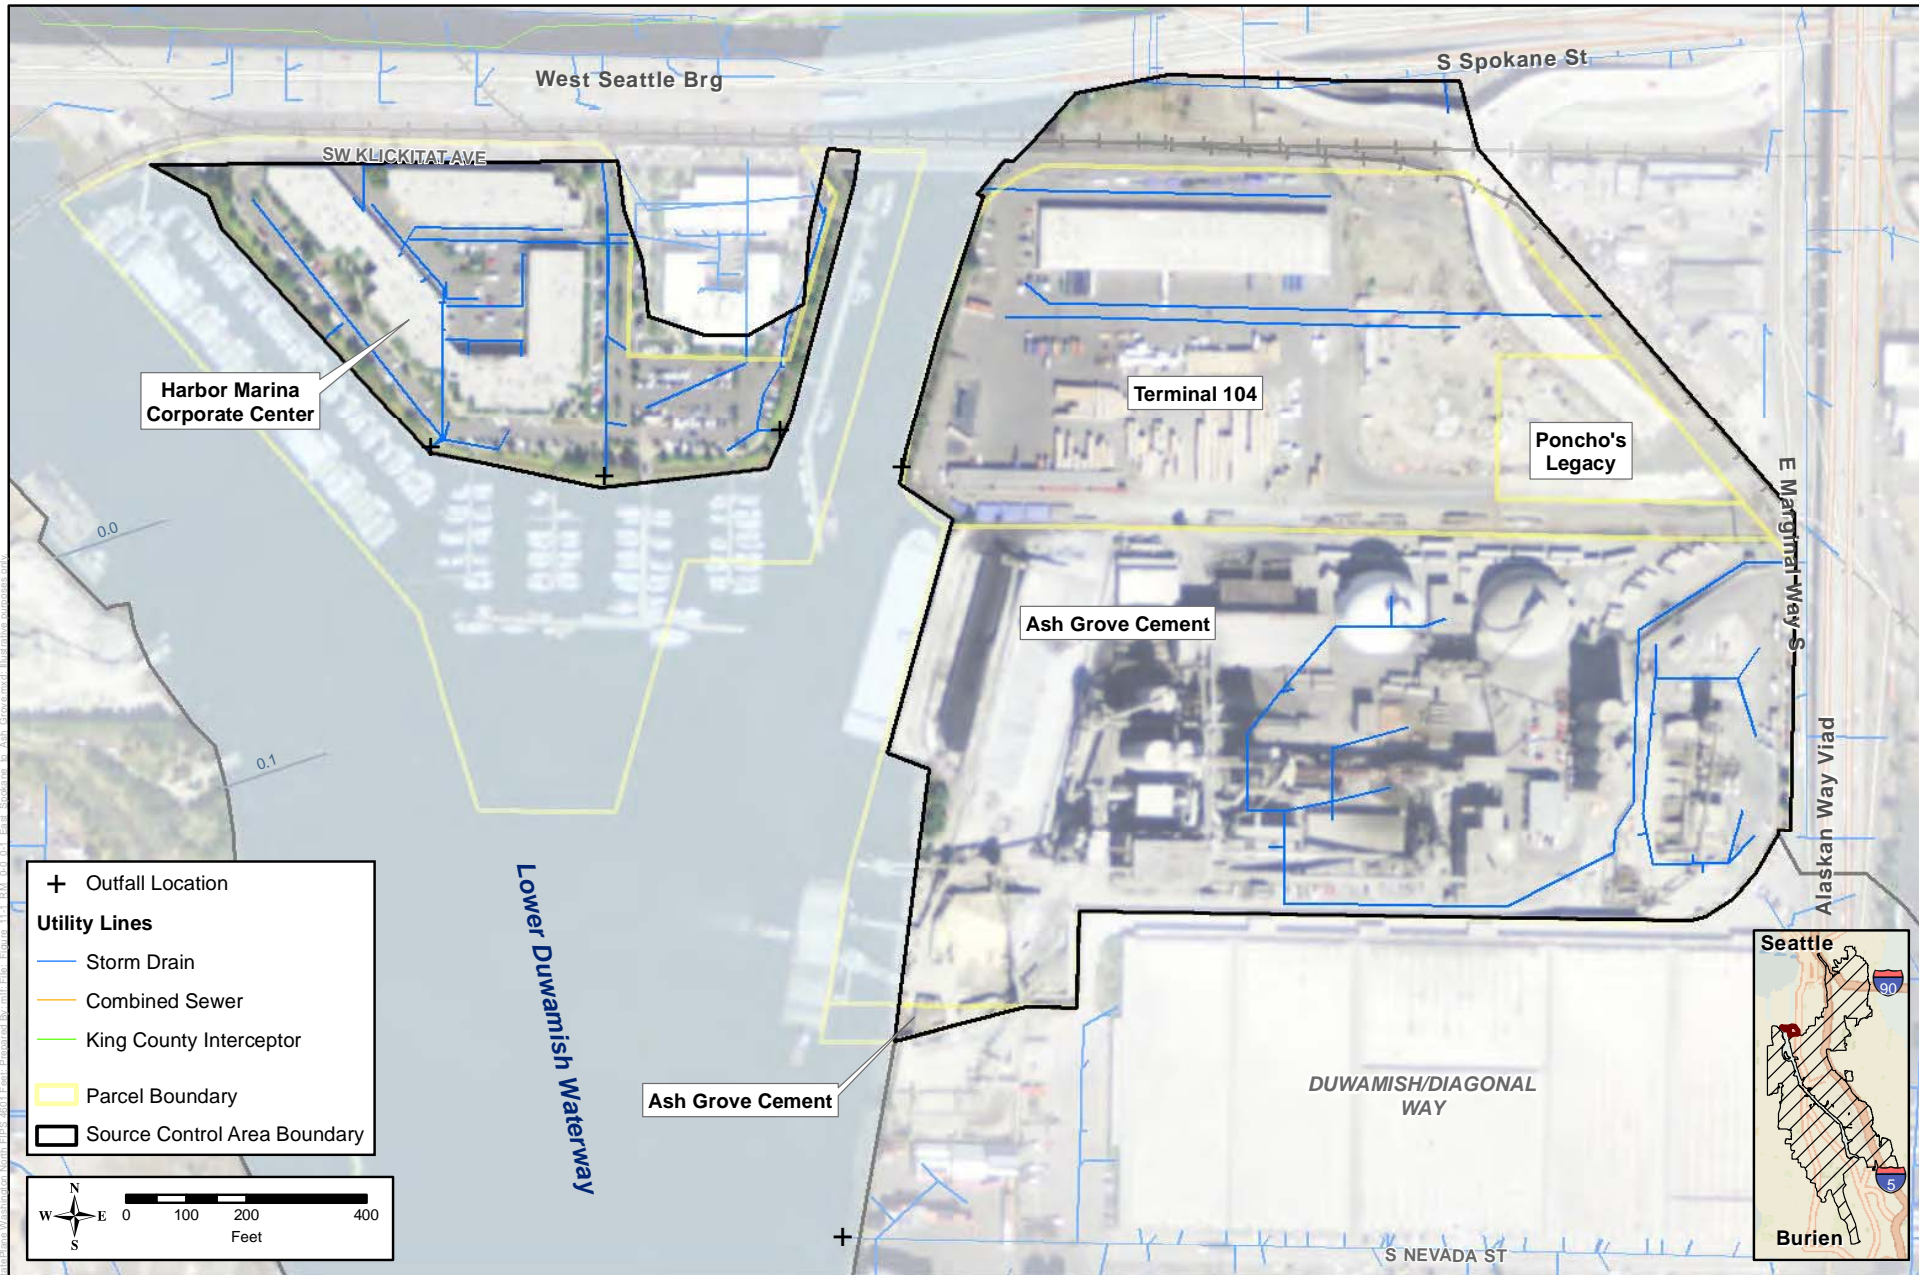 West Seattle Brg
S Spokane St
SW KLICKITAT AVE
Harbor Marina
Corporate Center
Terminal 104
Poncho's
Legacy
E Marginal Way S
0.0
Ash Grove Cement
0.1
Alaskan Way Viad
Lower Duwamish Waterway
Ash Grove Cement
DUWAMISH/DIAGONAL
WAY
S NEVADA ST
Outfall Location
Utility Lines
Storm Drain
Combined Sewer
King County Interceptor
Parcel Boundary
Source Control Area Boundary
N
W E
S
0 100 200 400
Feet
Seattle
90
5
Burien